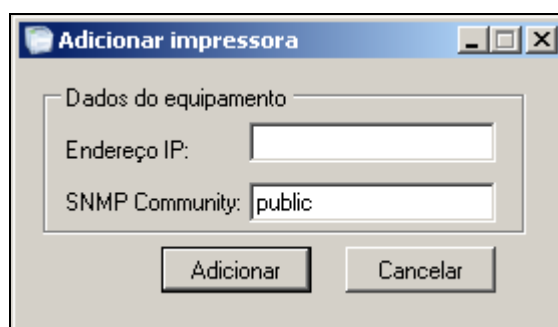 Adicionar impressora
Dados do equipamento
Endereço IP:
SNMP Community: public
Adicionar Cancelar